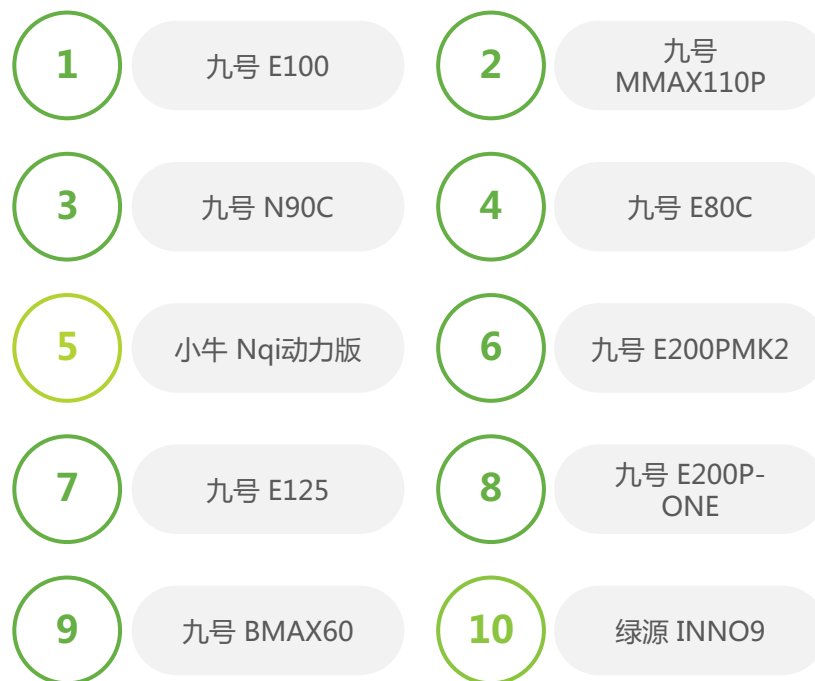 1
九号 E100
2
九号
MMAX110P
3
九号 N90C
4
九号 E80C
5
小牛 Nqi动力版
6
九号 E200PMK2
7
九号 E125
8
九号 E200P-
ONE
9
九号 BMAX60
10
绿源 INNO9